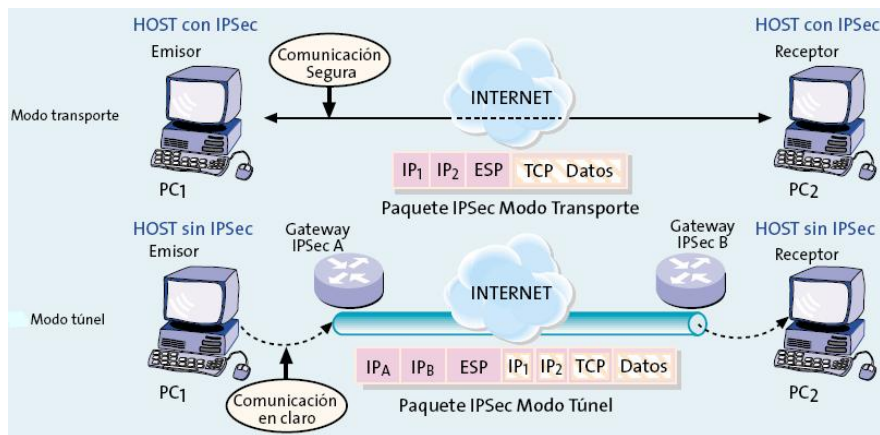 HOST con IPSec
Emisor
Comunicación
Segura
HOST con IPSec
Receptor
Modo transporte
INTERNET
PC1
IP1 IP2 ESP TCP Datos
PC2
Paquete IPSec Modo Transporte
HOST sin IPSec
Emisor
Gateway
IPSec A
Gateway
IPSec B
HOST sin IPSec
Receptor
Modo túnel
INTERNET
PC1
IPA IPB ESP IP1 IP2 TCP Datos
PC2
Comunicación
en claro
Paquete IPSec Modo Túnel